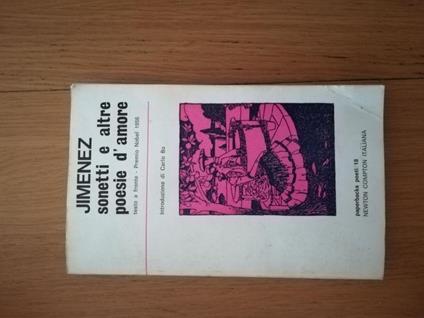 JIMENEZ
sonetti e altre
poesie d'amore
testo a fronte - Premio Nobel 1956
Introduzione di Carlo Bo
paperbacks poeti 18
NEWTON COMPTON ITALIANA